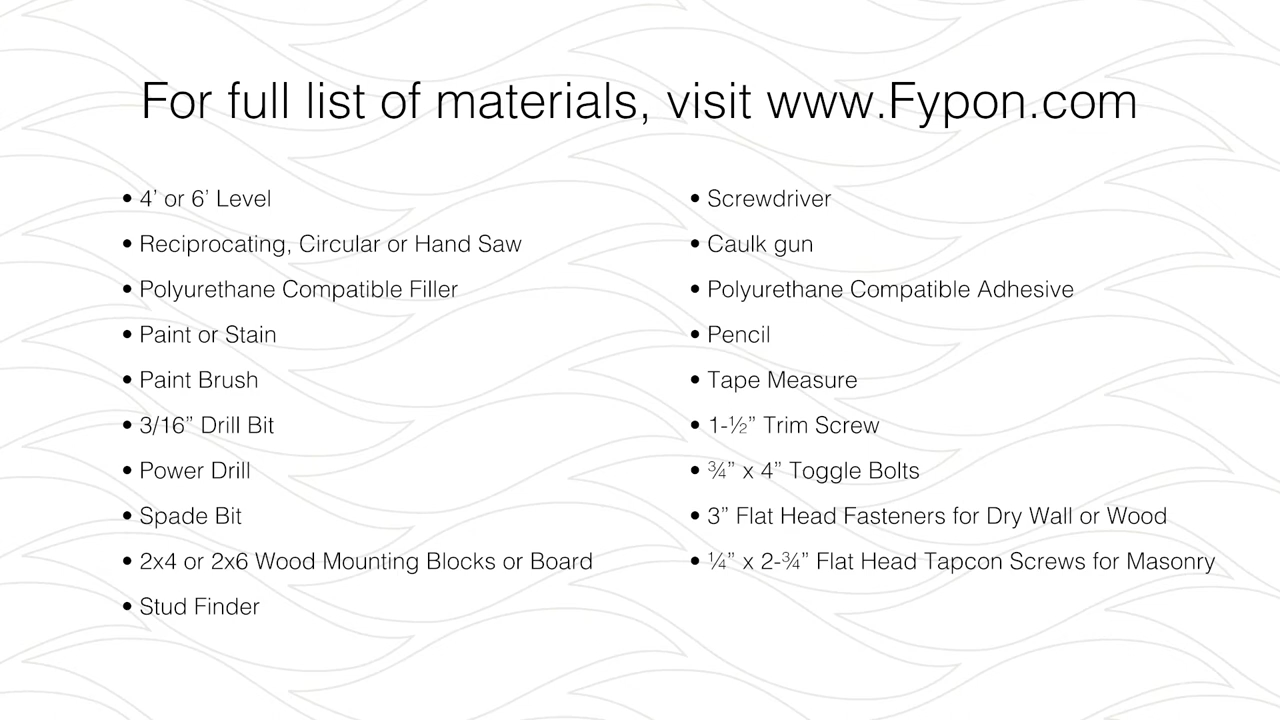 For full list of materials, visit www.Fypon.com
• 4’ or 6’ Level
• Reciprocating, Circular or Hand Saw
• Polyurethane Compatible Filler
• Paint or Stain
• Paint Brush
• 3/16” Drill Bit
• Power Drill
• Spade Bit
• 2x4 or 2x6 Wood Mounting Blocks or Board
• Stud Finder
• Screwdriver
• Caulk gun
• Polyurethane Compatible Adhesive
• Pencil
• Tape Measure
• 1-½” Trim Screw
• ¾” x 4” Toggle Bolts
• 3” Flat Head Fasteners for Dry Wall or Wood
• ¼” x 2-¾” Flat Head Tapcon Screws for Masonry